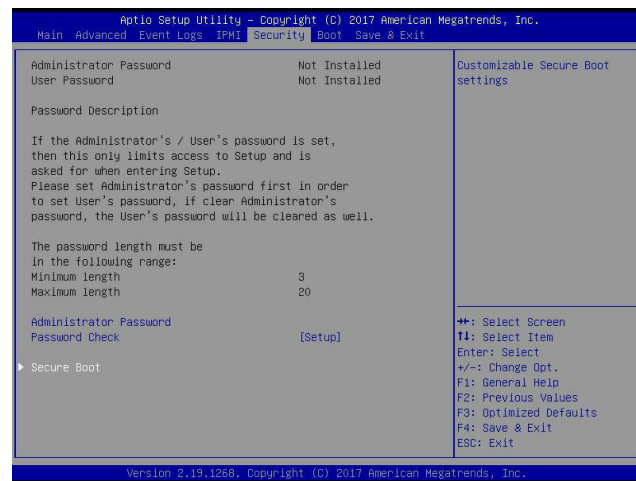 Aptio Setup Utility – Copyright (C) 2017 American Megatrends, Inc.
Main Advanced Event Logs IPMI Security Boot Save & Exit
Administrator Password Not Installed
User Password Not Installed
Password Description
If the Administrator's / User's password is set,
then this only limits access to Setup and is
asked for when entering Setup.
Please set Administrator's password first in order
to set User's password, if clear Administrator's
password, the User's password will be cleared as well.
The password length must be
in the following range:
Minimum length 3
Maximum length 20
Administrator Password
Password Check [Setup]
▶ Secure Boot
Customizable Secure Boot
settings
→←: Select Screen
↑↓: Select Item
Enter: Select
+/-: Change Opt.
F1: General Help
F2: Previous Values
F3: Optimized Defaults
F4: Save & Exit
ESC: Exit
Version 2.19.1268. Copyright (C) 2017 American Megatrends, Inc.